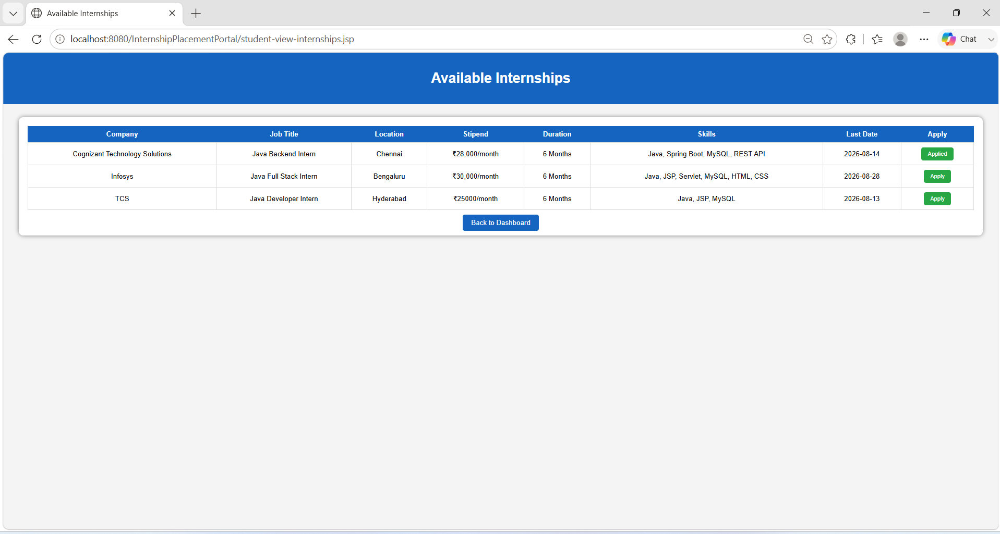 Available Internships
localhost:8080/InternshipPlacementPortal/student-view-internships.jsp
Chat
Available Internships
Company Job Title Location Stipend Duration Skills Last Date Apply
Cognizant Technology Solutions Java Backend Intern Chennai ₹28,000/month 6 Months Java, Spring Boot, MySQL, REST API 2026-08-14 Applied
Infosys Java Full Stack Intern Bengaluru ₹30,000/month 6 Months Java, JSP, Servlet, MySQL, HTML, CSS 2026-08-28 Apply
TCS Java Developer Intern Hyderabad ₹25000/month 6 Months Java, JSP, MySQL 2026-08-13 Apply
Back to Dashboard